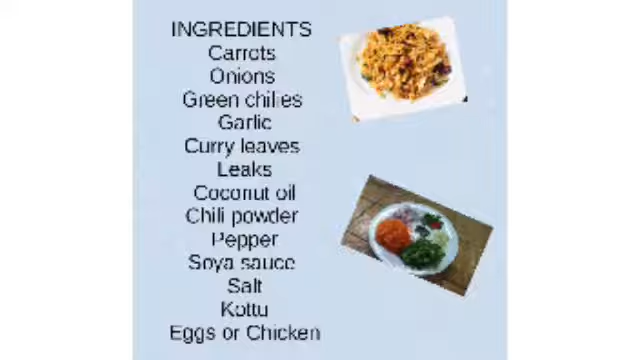 INGREDIENTS
Carrots
Onions
Green chilies
Garlic
Curry leaves
Leaks
Coconut oil
Chili powder
Pepper
Soya sauce
Salt
Kottu
Eggs or Chicken